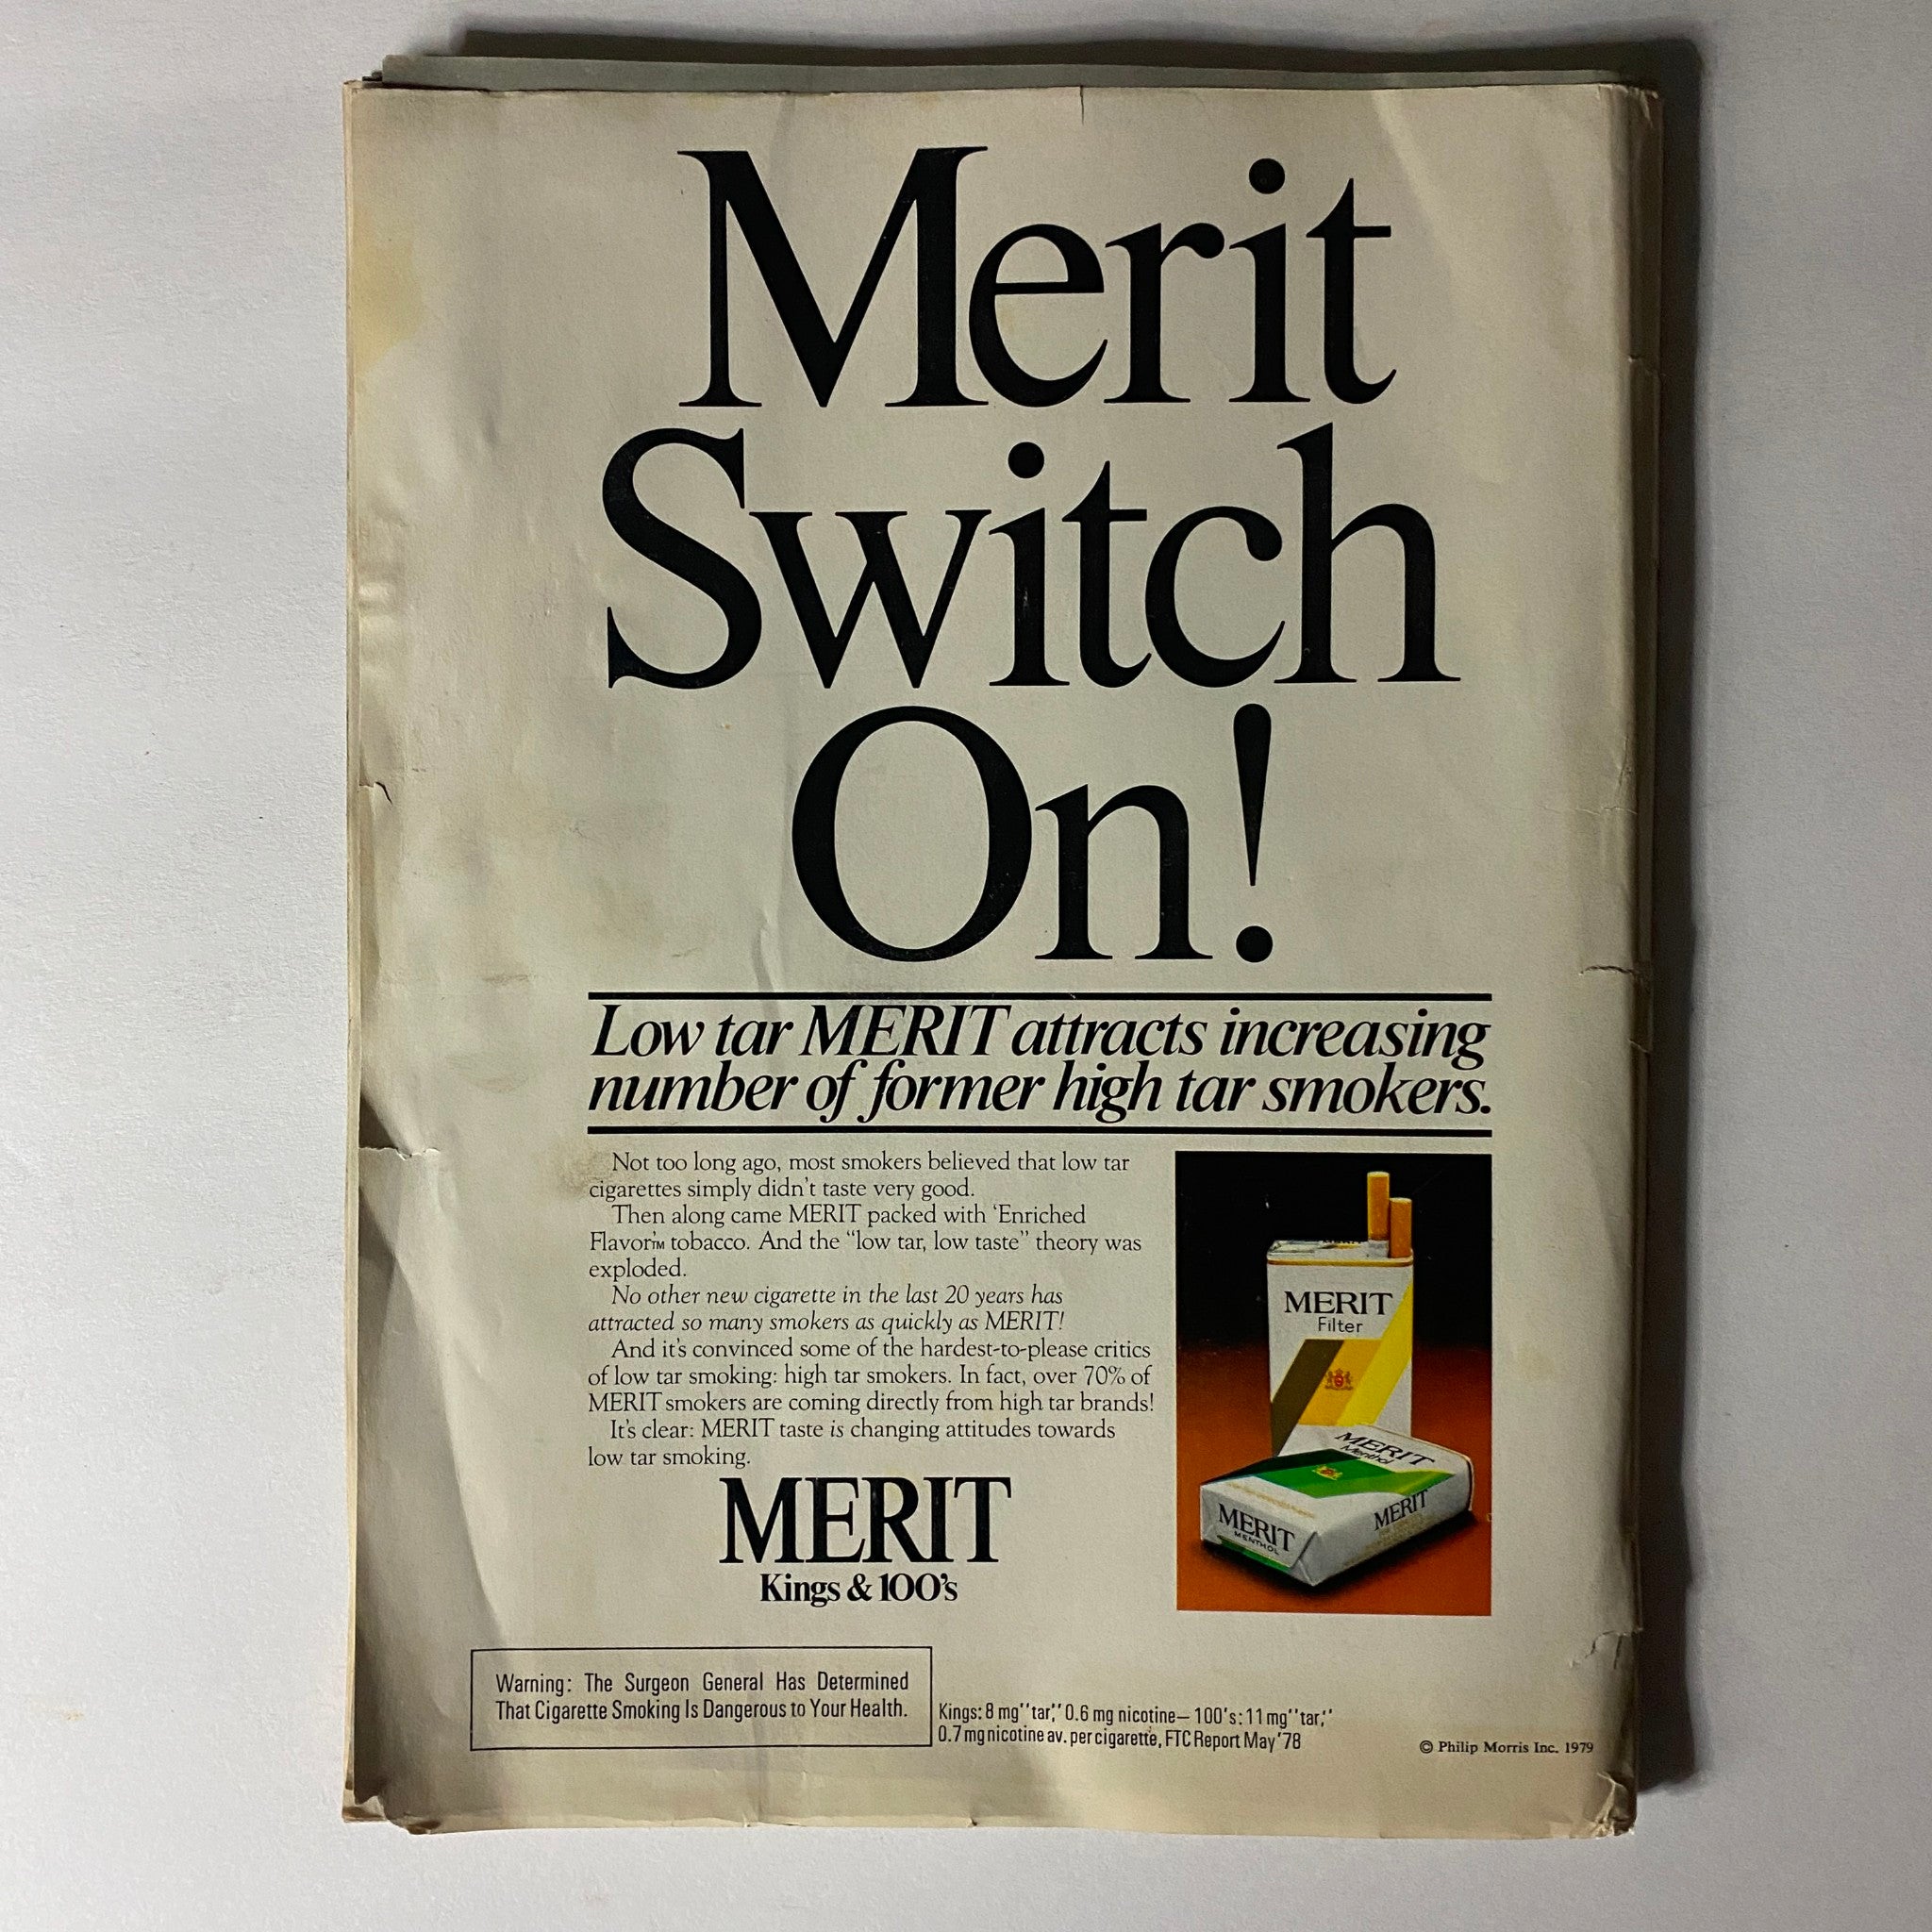 Merit
Switch
On!
Low tar MERIT attracts increasing
number of former high tar smokers.
Not too long ago, most smokers believed that low tar
cigarettes simply didn't taste very good.
Then along came MERIT packed with 'Enriched
Flavor'™ tobacco. And the "low tar, low taste" theory was
exploded.
No other new cigarette in the last 20 years has
attracted so many smokers as quickly as MERIT!
And it's convinced some of the hardest-to-please critics
of low tar smoking: high tar smokers. In fact, over 70% of
MERIT smokers are coming directly from high tar brands!
It's clear: MERIT taste is changing attitudes towards
low tar smoking.
MERIT
Kings & 100's
MERIT
Filter
MERIT
Menthol
MERIT
MENTHOL
MERIT
Warning: The Surgeon General Has Determined
That Cigarette Smoking Is Dangerous to Your Health.
Kings: 8 mg "tar," 0.6 mg nicotine— 100's: 11 mg "tar,"
0.7 mg nicotine av. per cigarette, FTC Report May '78
© Philip Morris Inc. 1979